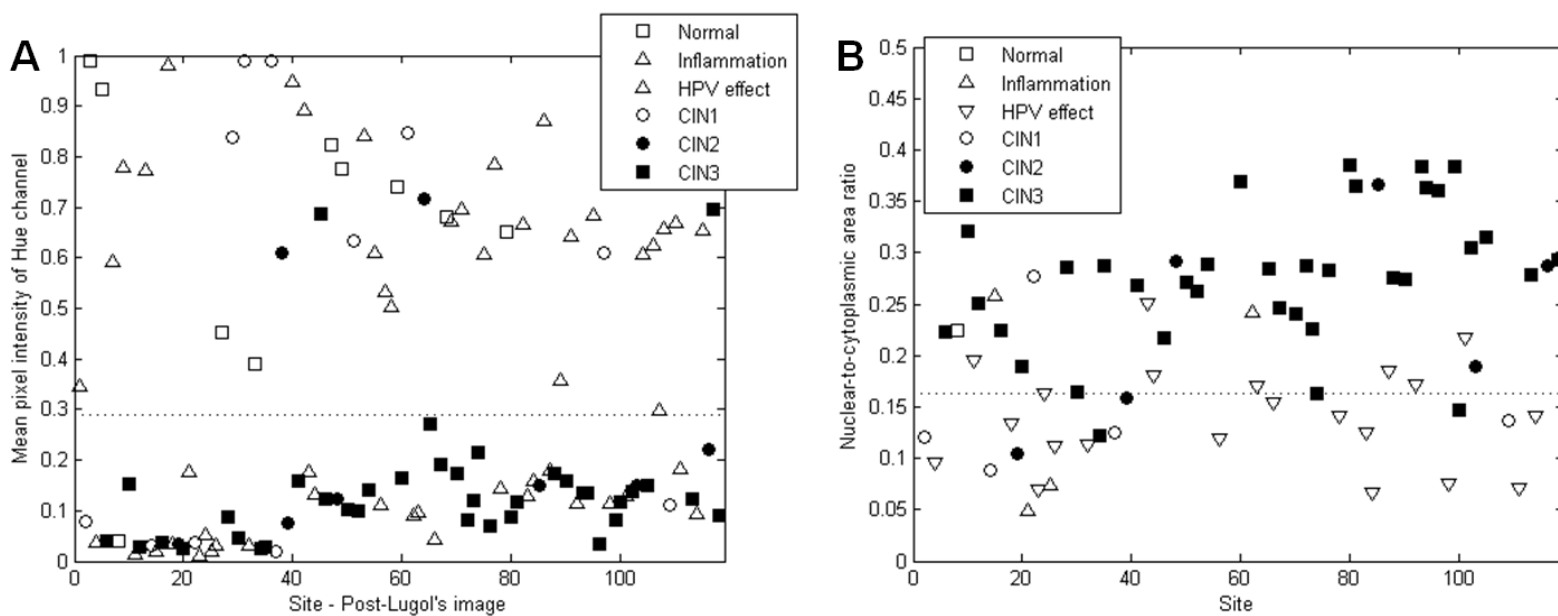 A
Mean pixel intensity of Hue channel
1
0.9
0.8
0.7
0.6
0.5
0.4
0.3
0.2
0.1
0
0 20 40 60 80 100
Site - Post-Lugol's image
Normal
Inflammation
HPV effect
CIN1
CIN2
CIN3
B
Nuclear-to-cytoplasmic area ratio
0.5
0.45
0.4
0.35
0.3
0.25
0.2
0.15
0.1
0.05
0
0 20 40 60 80 100
Site
Normal
Inflammation
HPV effect
CIN1
CIN2
CIN3